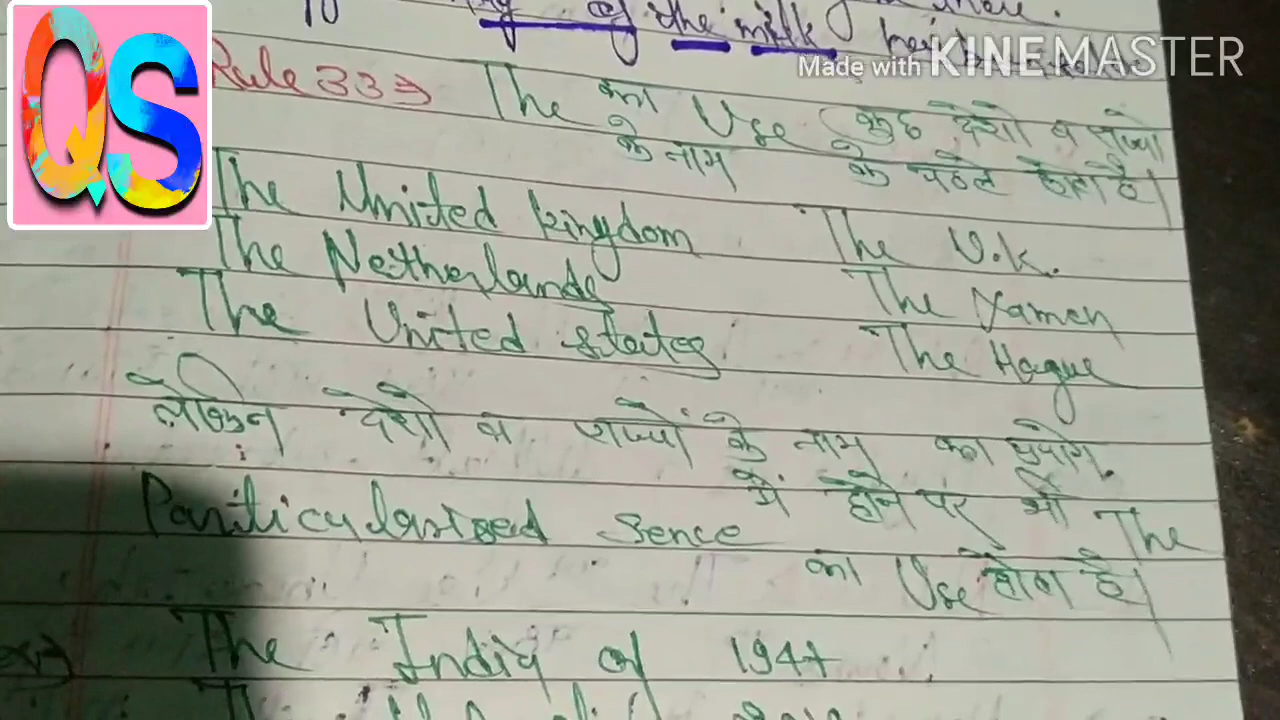 of the milk
Made with KINEMASTER
QS
Rule 33⇒ The का Use कुछ देशो व राज्यो
के नाम के पहले होता है।
The United kingdom The U.K.
The Netherlands The Yamen
The United states The Hague
लेकिन देशो व राज्यों के नाम का प्रयोग
Particularised Sence में होने पर भी The
का Use होता है।
ex) The India of 1947